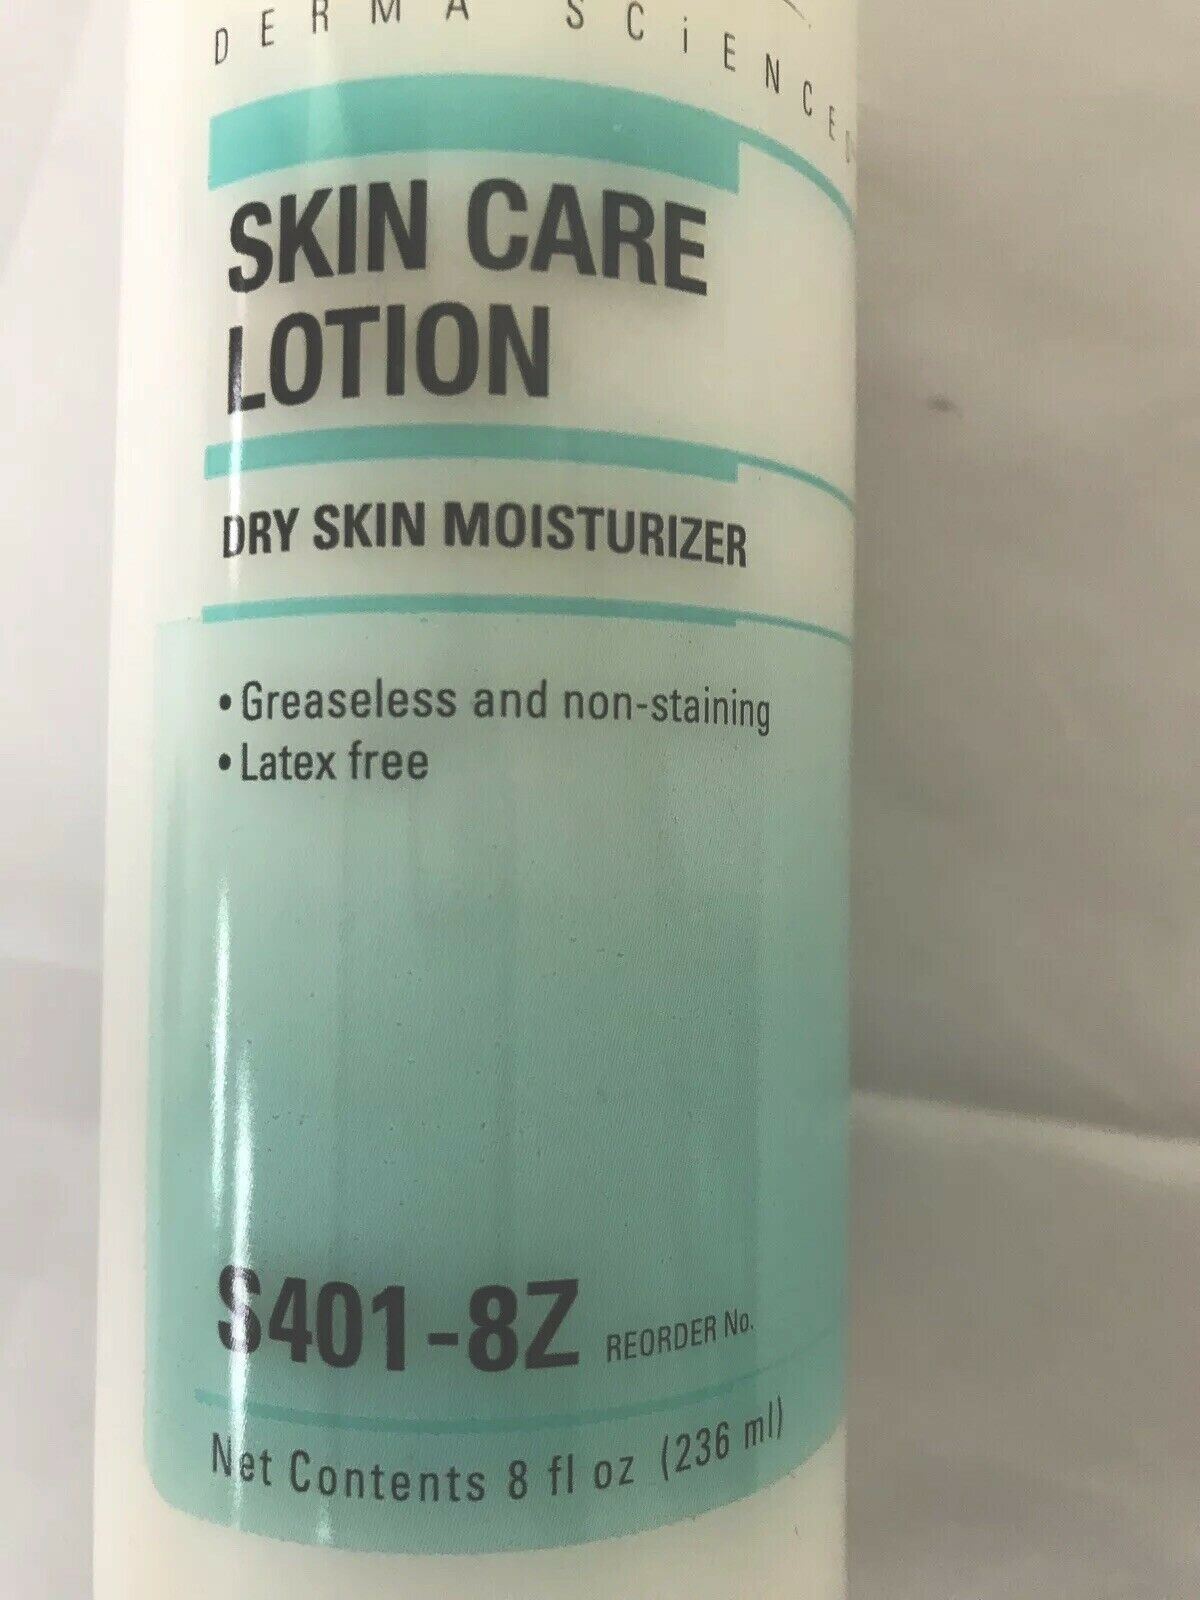 DERMA SCiENCES
SKIN CARE
LOTION
DRY SKIN MOISTURIZER
• Greaseless and non-staining
• Latex free
S401-8Z REORDER No.
Net Contents 8 fl oz (236 ml)